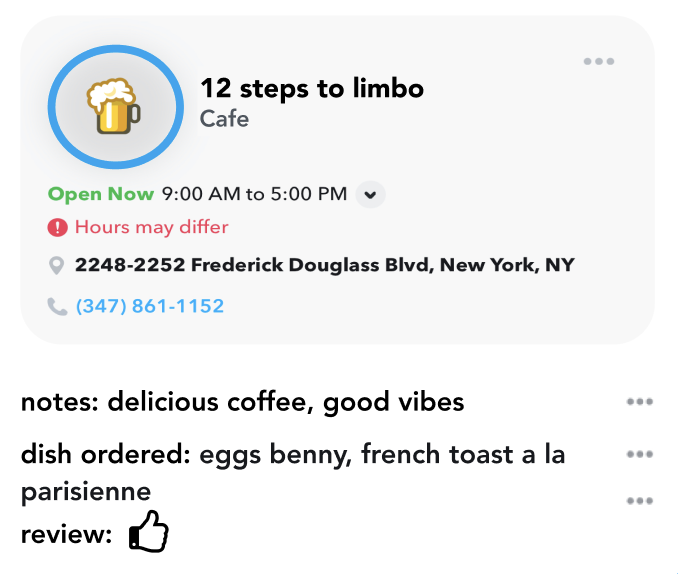 12 steps to limbo
Cafe
Open Now 9:00 AM to 5:00 PM
Hours may differ
2248-2252 Frederick Douglass Blvd, New York, NY
(347) 861-1152
notes: delicious coffee, good vibes
dish ordered: eggs benny, french toast a la
parisienne
review: